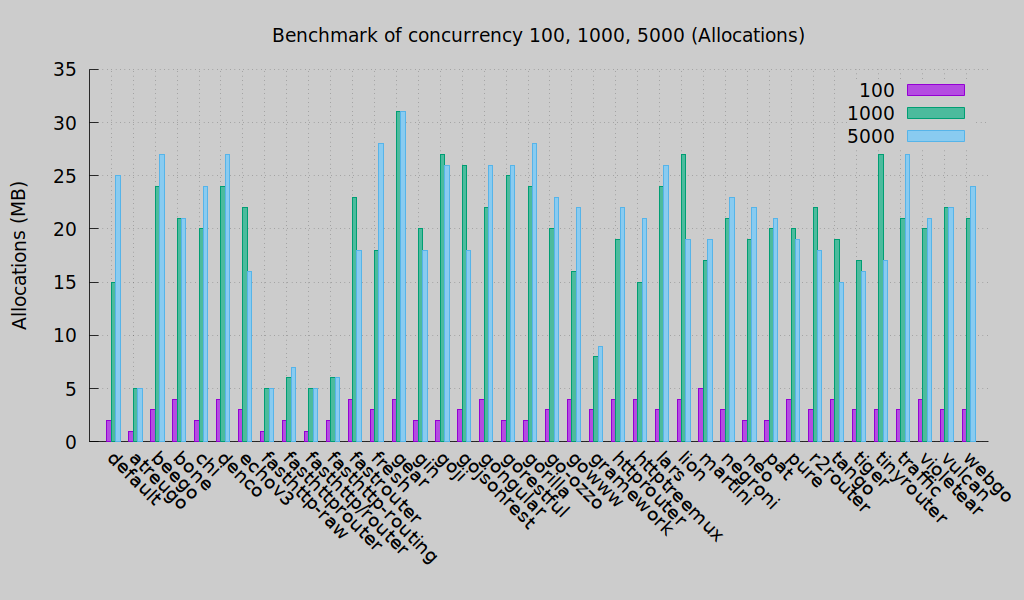 Benchmark of concurrency 100, 1000, 5000 (Allocations)
Allocations (MB)
35
30
25
20
15
10
5
0
100
1000
5000
default
atreugo
beego
bone
chi
denco
echov3
fasthttp-raw
fasthttprouter
fasthttp/router
fasthttp-routing
fastrouter
fresh
gear
gin
goji
gojsonrest
gongular
gorestful
gorilla
gorozzo
gowww
gramework
httprouter
httptreemux
lars
lion
martini
negroni
neo
pat
pure
r2router
tango
tiger
tinyrouter
traffic
violetear
vulcan
webgo